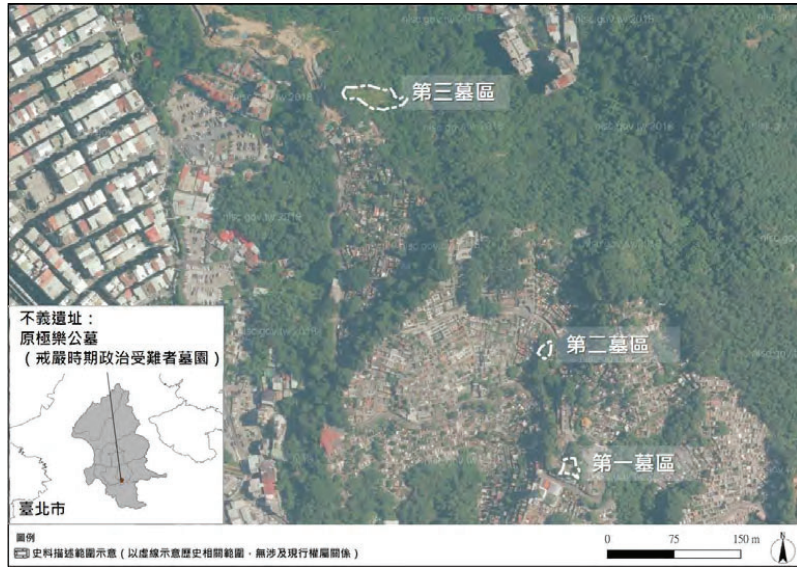 第三墓區
第二墓區
第一墓區
不義遺址：
原極樂公墓
（戒嚴時期政治受難者墓園）
臺北市
圖例
史料描述範圍示意（以虛線示意歷史相關範圍，無涉及現行權屬關係）
0 75 150 m
N